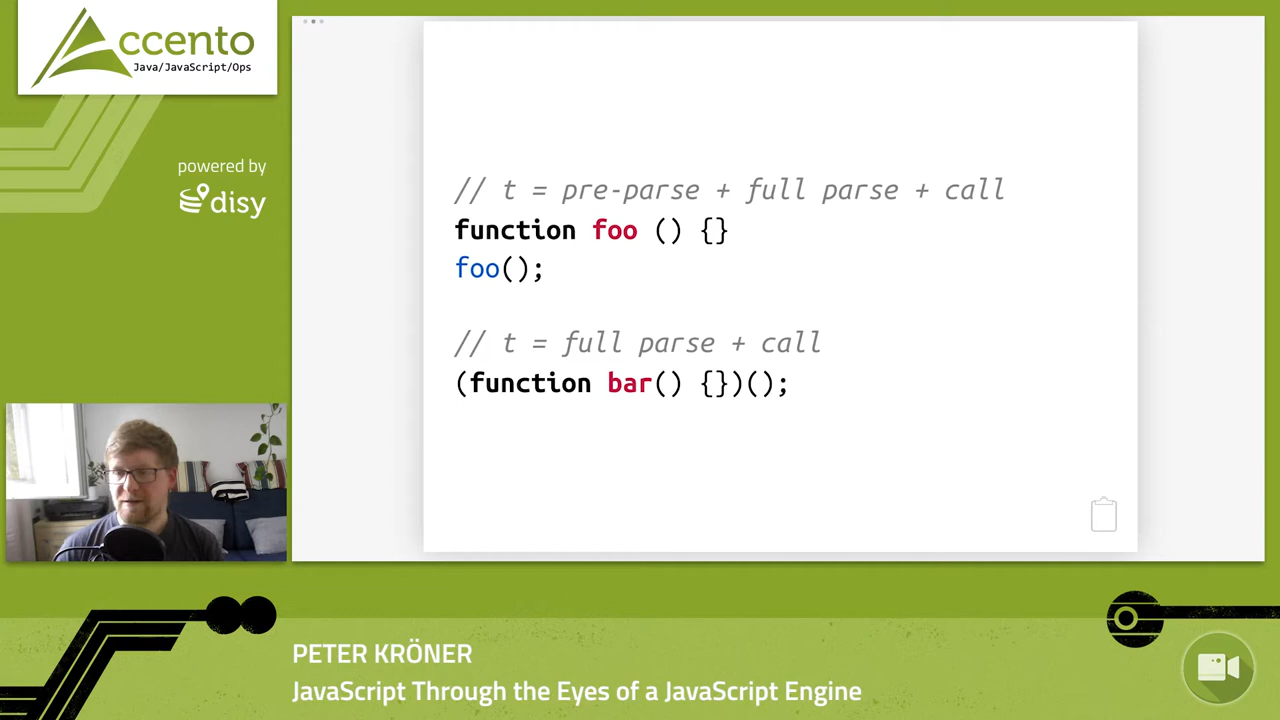 Accento
Java/JavaScript/Ops
powered by
disy
// t = pre-parse + full parse + call
function foo () {}
foo();
// t = full parse + call
(function bar() {})();
PETER KRÖNER
JavaScript Through the Eyes of a JavaScript Engine